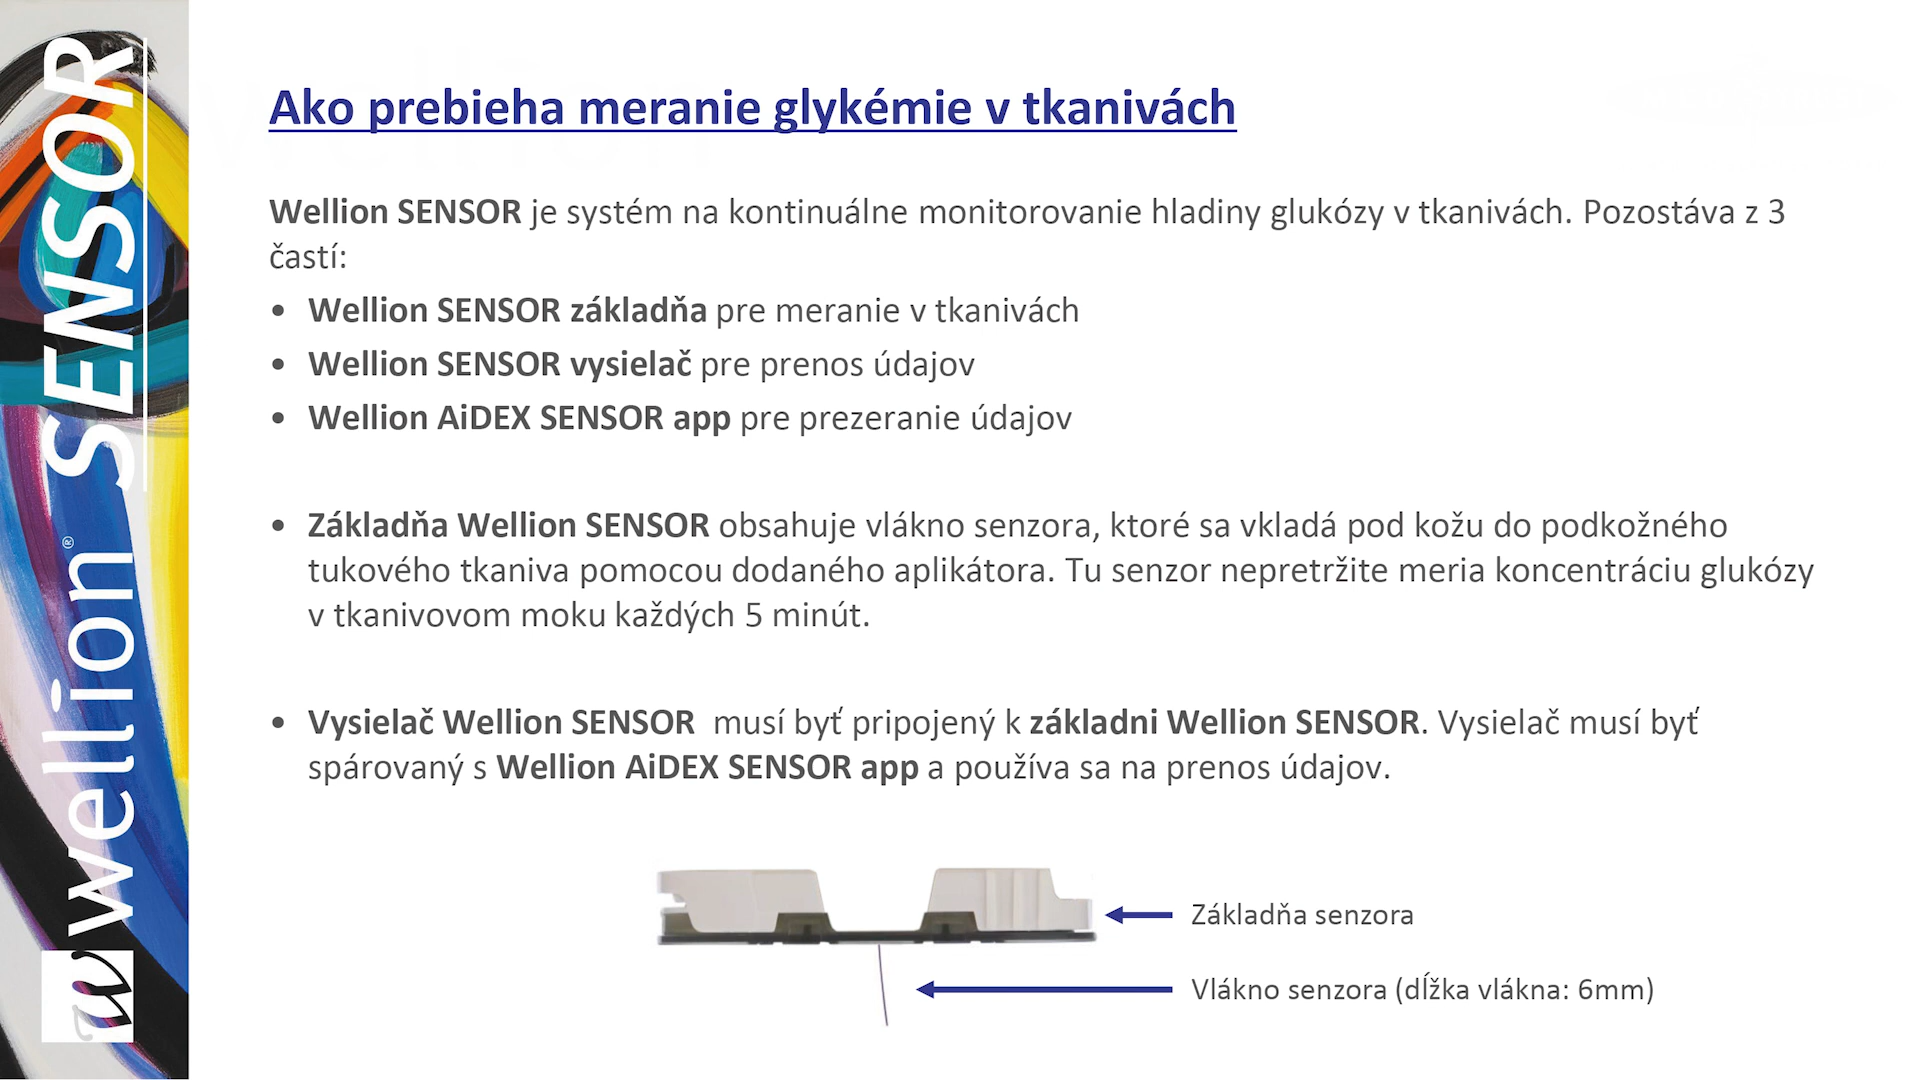 wellion® SENSOR
Ako prebieha meranie glykémie v tkanivách
Wellion SENSOR je systém na kontinuálne monitorovanie hladiny glukózy v tkanivách. Pozostáva z 3
častí:
• Wellion SENSOR základňa pre meranie v tkanivách
• Wellion SENSOR vysielač pre prenos údajov
• Wellion AiDEX SENSOR app pre prezeranie údajov
• Základňa Wellion SENSOR obsahuje vlákno senzora, ktoré sa vkladá pod kožu do podkožného
tukového tkaniva pomocou dodaného aplikátora. Tu senzor nepretržite meria koncentráciu glukózy
v tkanivovom moku každých 5 minút.
• Vysielač Wellion SENSOR musí byť pripojený k základni Wellion SENSOR. Vysielač musí byť
spárovaný s Wellion AiDEX SENSOR app a používa sa na prenos údajov.
Základňa senzora
Vlákno senzora (dĺžka vlákna: 6mm)